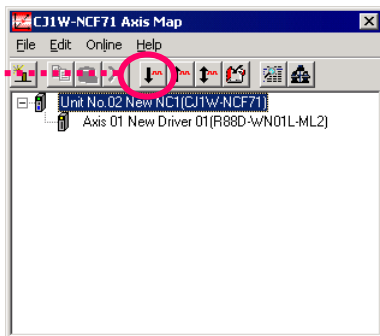 CJ1W-NCF71 Axis Map
File Edit Online Help
Unit No.02 New NC1(CJ1W-NCF71)
Axis 01 New Driver 01(R88D-WN01L-ML2)